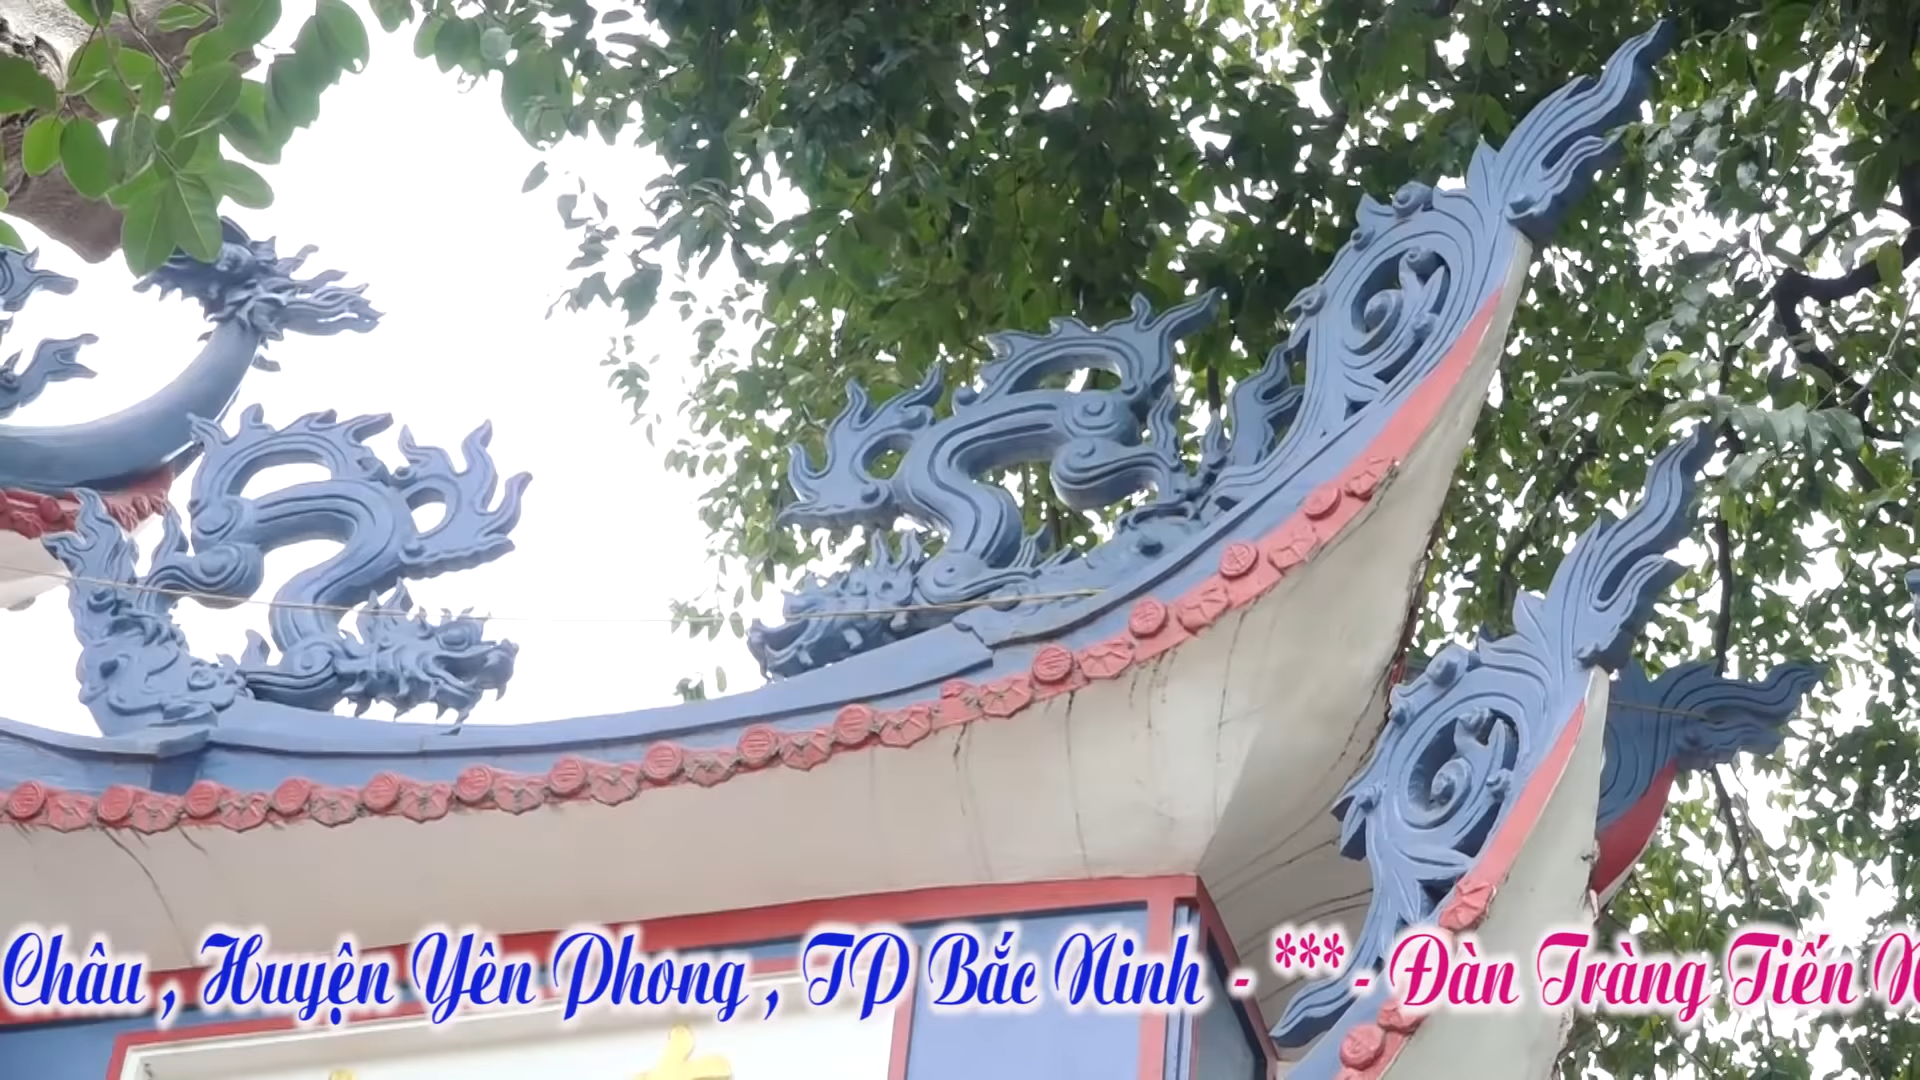 Châu , Huyện Yên Phong , TP Bắc Ninh - *** - Đàn Tràng Tiến